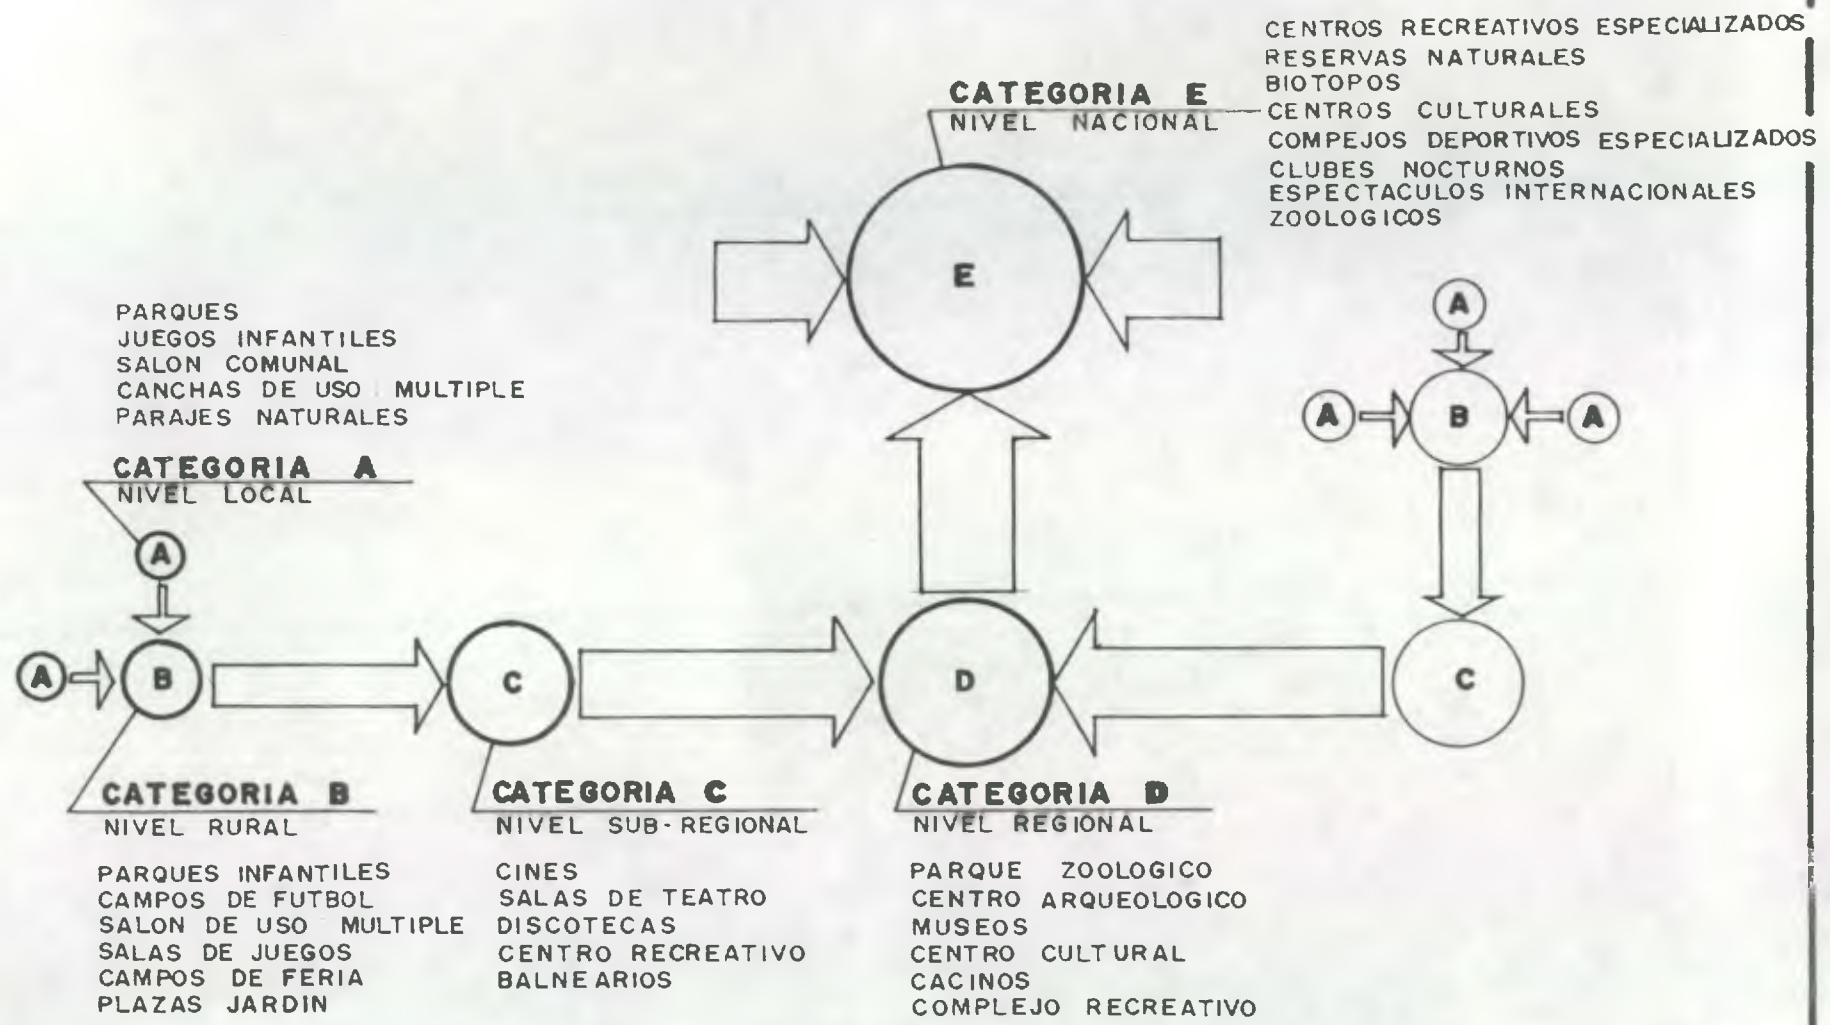 CENTROS RECREATIVOS ESPECIALIZADOS
RESERVAS NATURALES
BIOTOPOS
CENTROS CULTURALES
COMPEJOS DEPORTIVOS ESPECIALIZADOS
CLUBES NOCTURNOS
ESPECTACULOS INTERNACIONALES
ZOOLOGICOS
CATEGORIA E
NIVEL NACIONAL
E
PARQUES
JUEGOS INFANTILES
SALON COMUNAL
CANCHAS DE USO MULTIPLE
PARAJES NATURALES
CATEGORIA A
NIVEL LOCAL
A
A
B
C
D
C
A
A
B
A
CATEGORIA B
NIVEL RURAL
PARQUES INFANTILES
CAMPOS DE FUTBOL
SALON DE USO MULTIPLE
SALAS DE JUEGOS
CAMPOS DE FERIA
PLAZAS JARDIN
CATEGORIA C
NIVEL SUB-REGIONAL
CINES
SALAS DE TEATRO
DISCOTECAS
CENTRO RECREATIVO
BALNEARIOS
CATEGORIA D
NIVEL REGIONAL
PARQUE ZOOLOGICO
CENTRO ARQUEOLOGICO
MUSEOS
CENTRO CULTURAL
CACINOS
COMPLEJO RECREATIVO